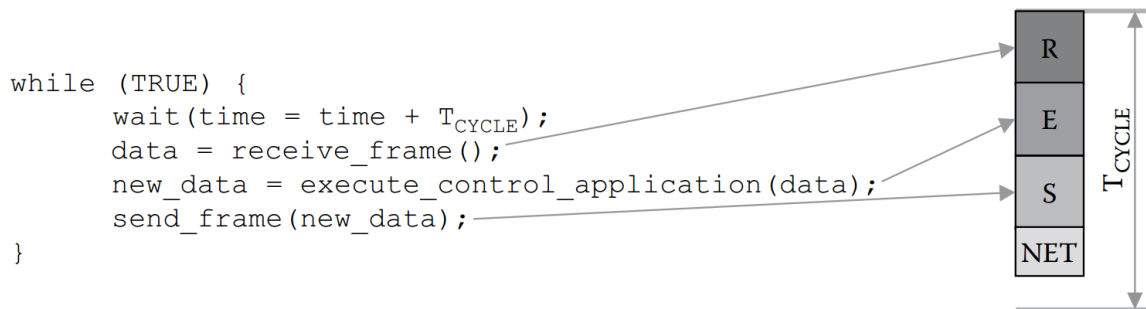 while (TRUE) {
wait(time = time + TCYCLE);
data = receive_frame();
new_data = execute_control_application(data);
send_frame(new_data);
}
R
E
S
NET
TCYCLE